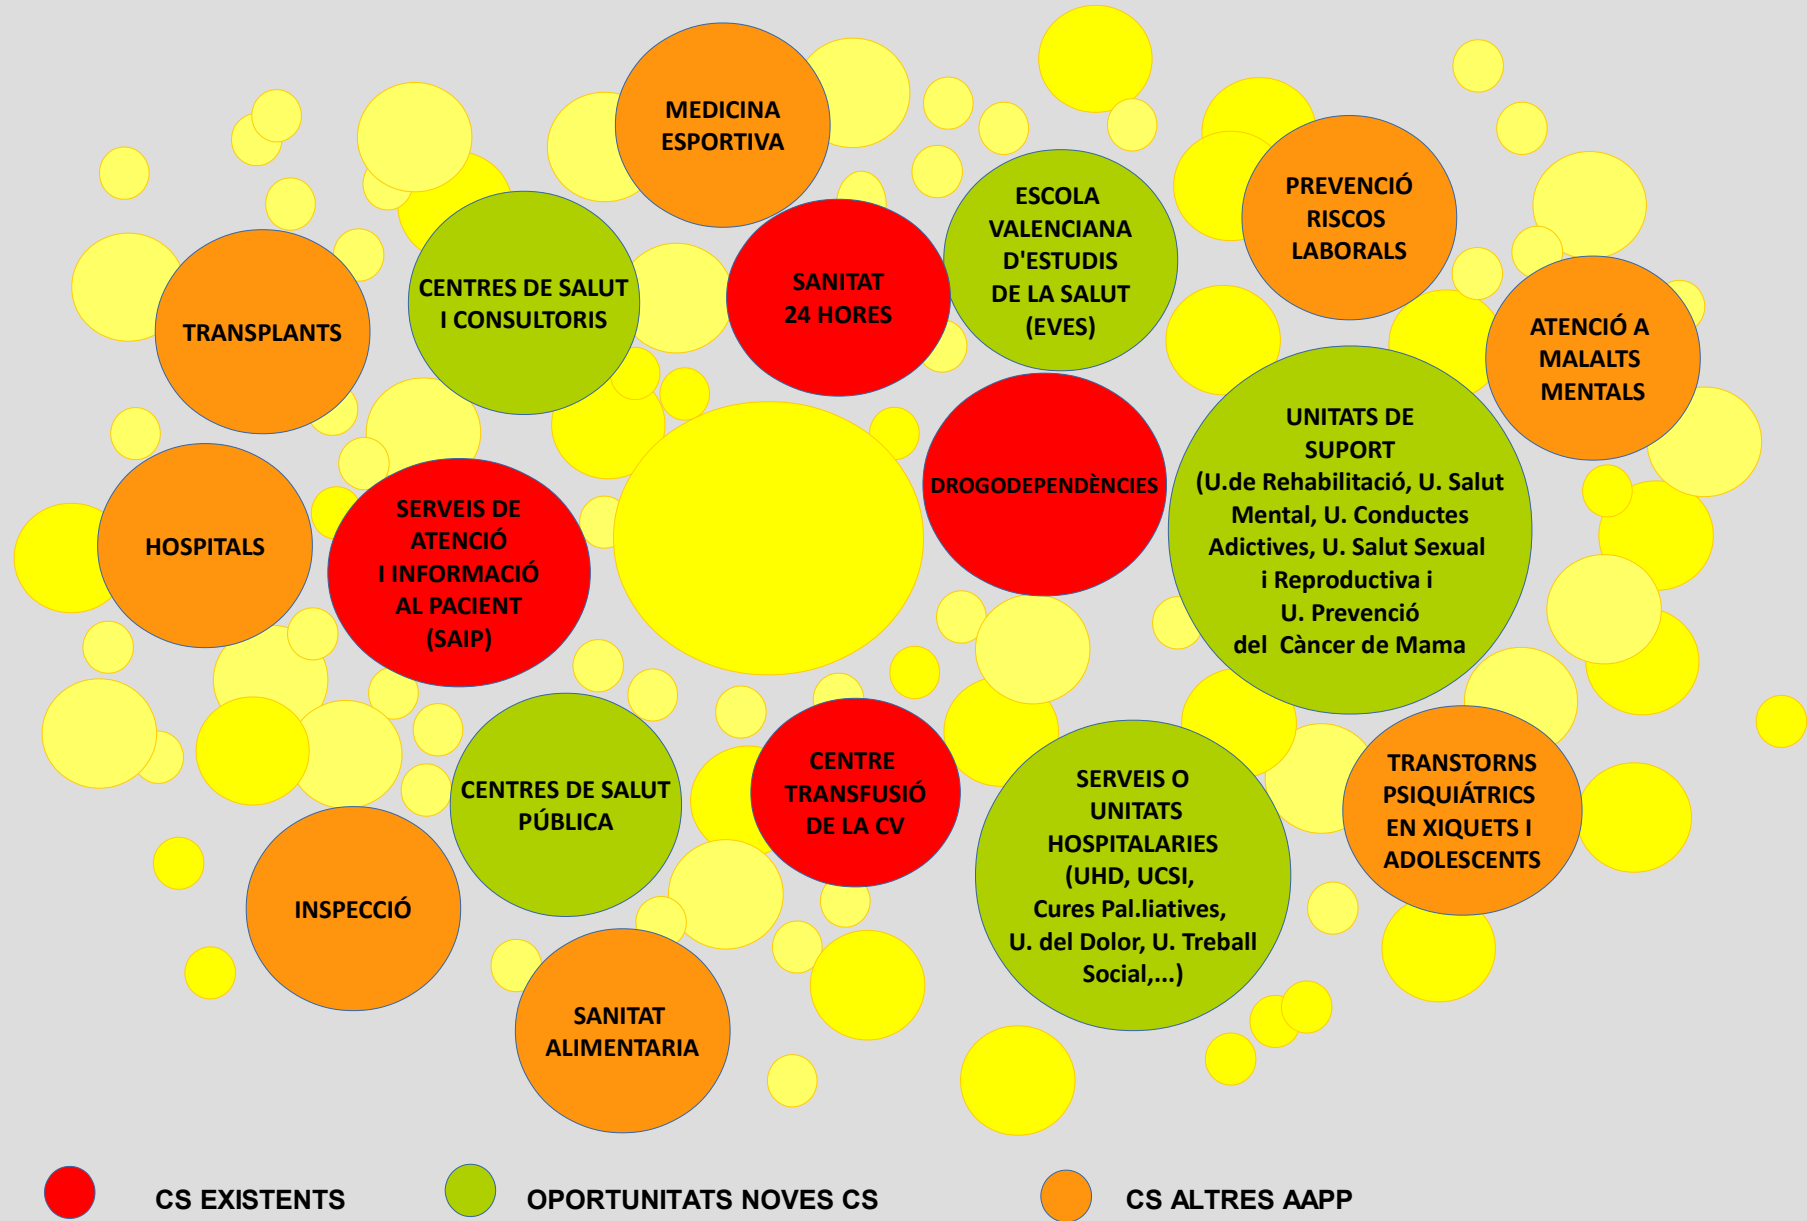 MEDICINA
ESPORTIVA
ESCOLA
VALENCIANA
D'ESTUDIS
DE LA SALUT
(EVES)
PREVENCIÓ
RISCOS
LABORALS
CENTRES DE SALUT
I CONSULTORIS
SANITAT
24 HORES
TRANSPLANTS
ATENCIÓ A
MALALTS
MENTALS
UNITATS DE
SUPORT
(U.de Rehabilitació, U. Salut
Mental, U. Conductes
Adictives, U. Salut Sexual
i Reproductiva i
U. Prevenció
del Càncer de Mama
DROGODEPENDÈNCIES
HOSPITALS
SERVEIS DE
ATENCIÓ
I INFORMACIÓ
AL PACIENT
(SAIP)
CENTRES DE SALUT
PÚBLICA
CENTRE
TRANSFUSIÓ
DE LA CV
SERVEIS O
UNITATS
HOSPITALARIES
(UHD, UCSI,
Cures Pal.liatives,
U. del Dolor, U. Treball
Social,...)
TRANSTORNS
PSIQUIÁTRICS
EN XIQUETS I
ADOLESCENTS
INSPECCIÓ
SANITAT
ALIMENTARIA
CS EXISTENTS
OPORTUNITATS NOVES CS
CS ALTRES AAPP